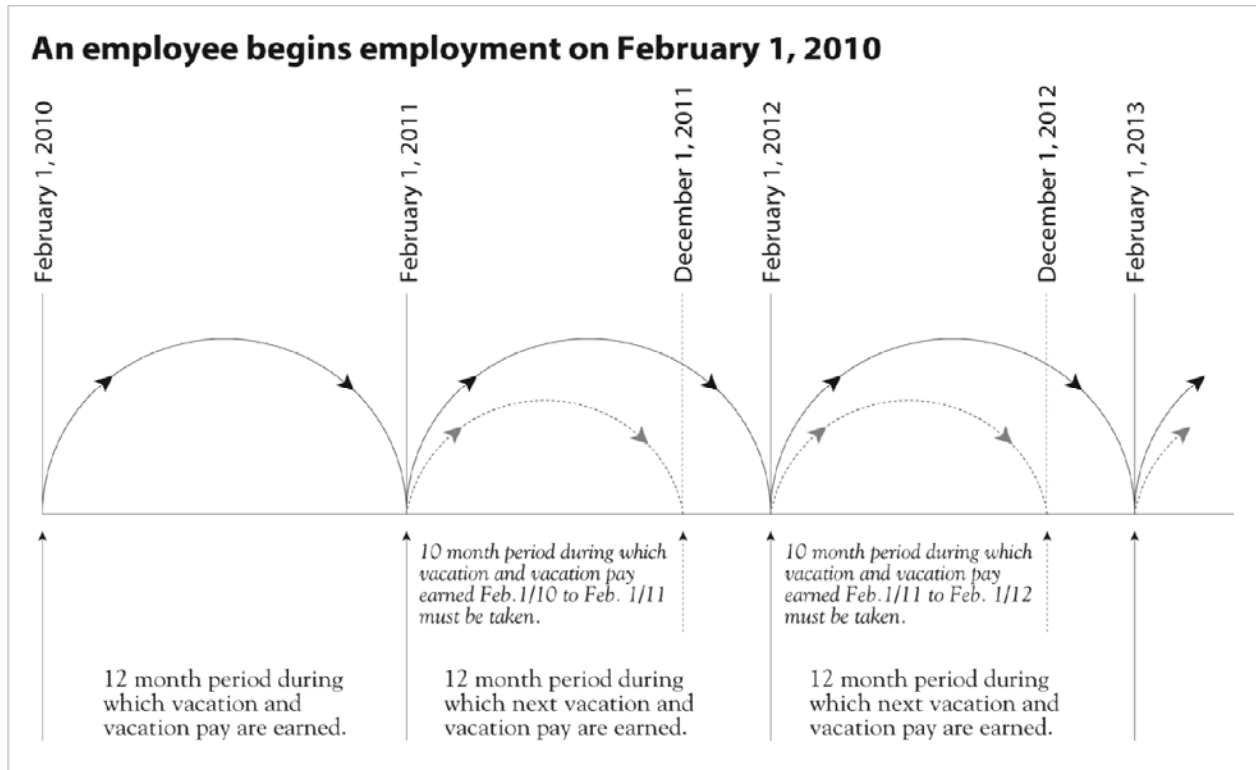 An employee begins employment on February 1, 2010
February 1, 2010
February 1, 2011
December 1, 2011
February 1, 2012
December 1, 2012
February 1, 2013
10 month period during which
vacation and vacation pay
earned Feb.1/10 to Feb. 1/11
must be taken.
10 month period during which
vacation and vacation pay
earned Feb.1/11 to Feb. 1/12
must be taken.
12 month period during
which vacation and
vacation pay are earned.
12 month period during
which next vacation and
vacation pay are earned.
12 month period during
which next vacation and
vacation pay are earned.